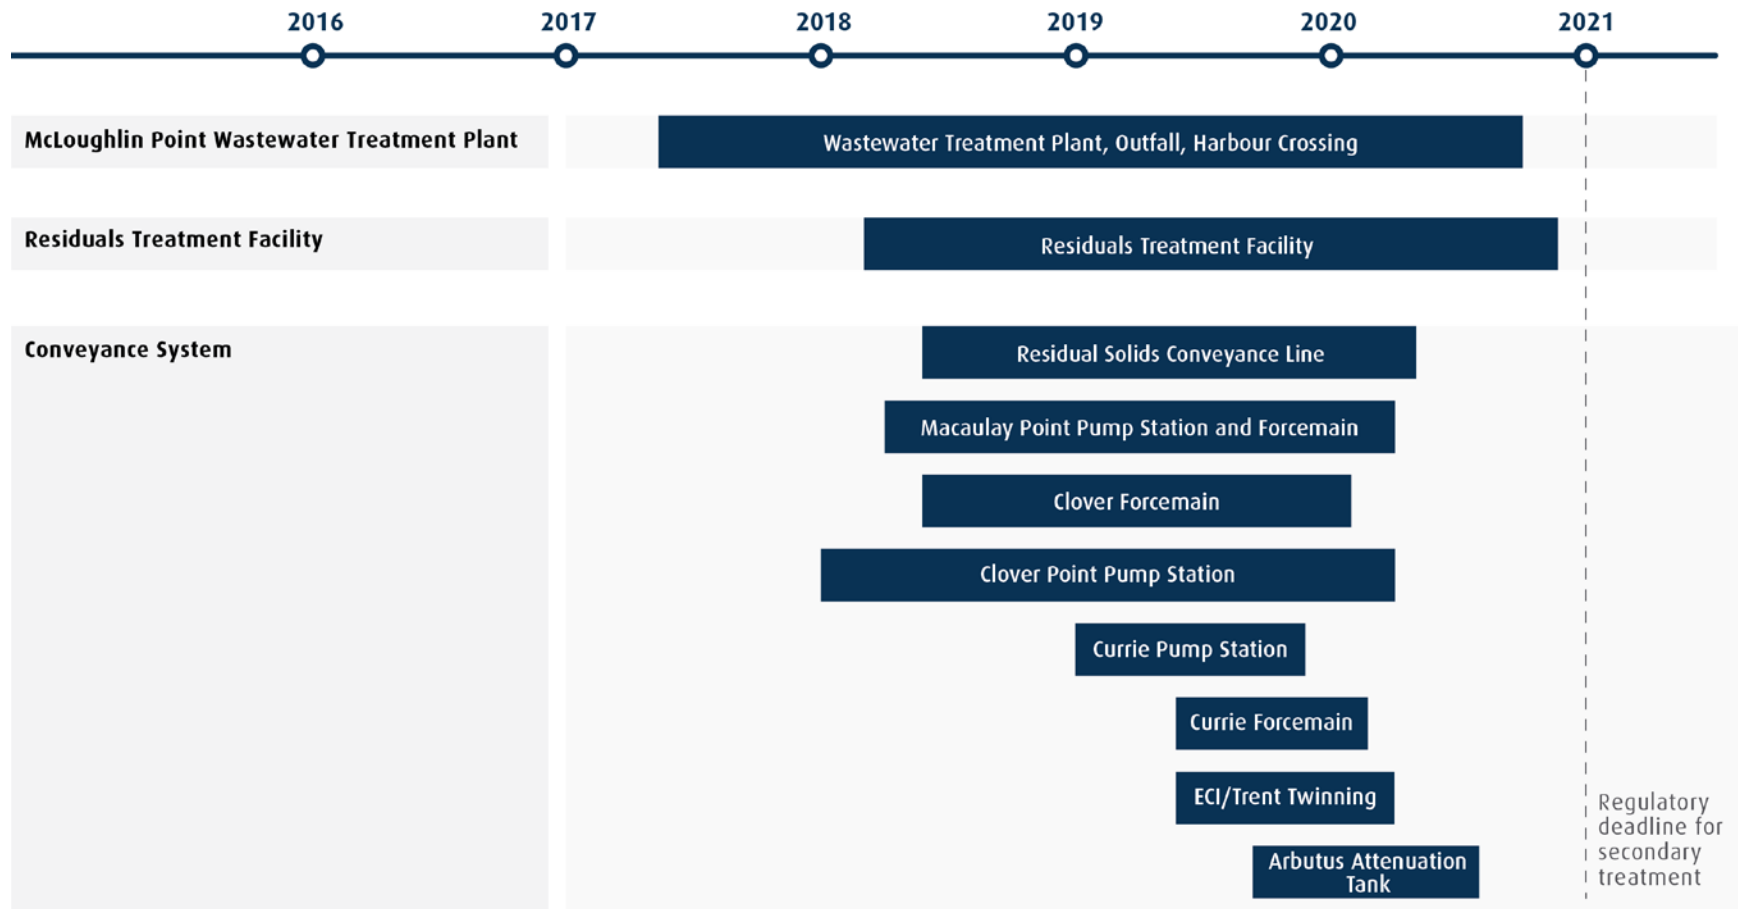 2016 2017 2018 2019 2020 2021
McLoughlin Point Wastewater Treatment Plant
Wastewater Treatment Plant, Outfall, Harbour Crossing
Residuals Treatment Facility
Residuals Treatment Facility
Conveyance System
Residual Solids Conveyance Line
Macaulay Point Pump Station and Forcemain
Clover Forcemain
Clover Point Pump Station
Currie Pump Station
Currie Forcemain
ECI/Trent Twinning
Arbutus Attenuation
Tank
Regulatory
deadline for
secondary
treatment